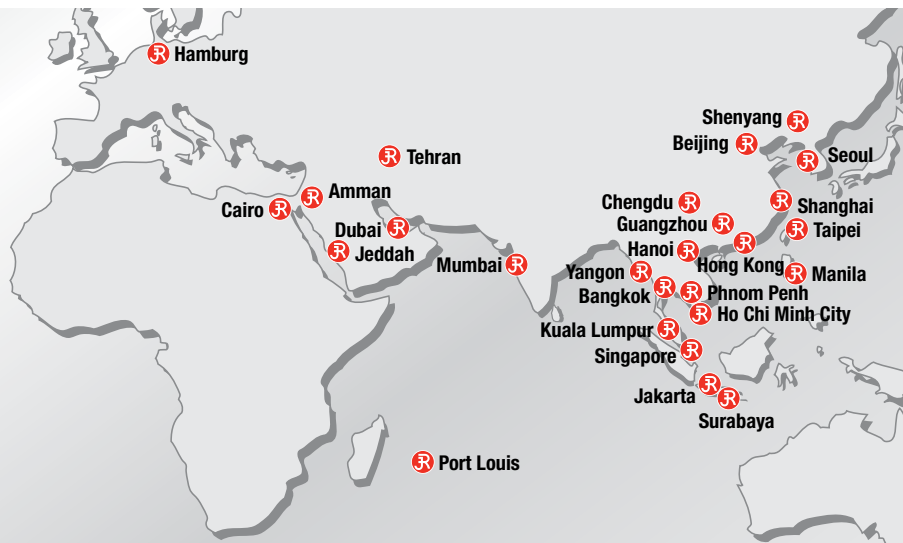 Hamburg
Shenyang
Beijing
Seoul
Tehran
Amman
Cairo
Chengdu
Shanghai
Guangzhou
Dubai
Taipei
Jeddah
Hanoi
Hong Kong
Mumbai
Yangon
Manila
Bangkok
Phnom Penh
Ho Chi Minh City
Kuala Lumpur
Singapore
Jakarta
Surabaya
Port Louis